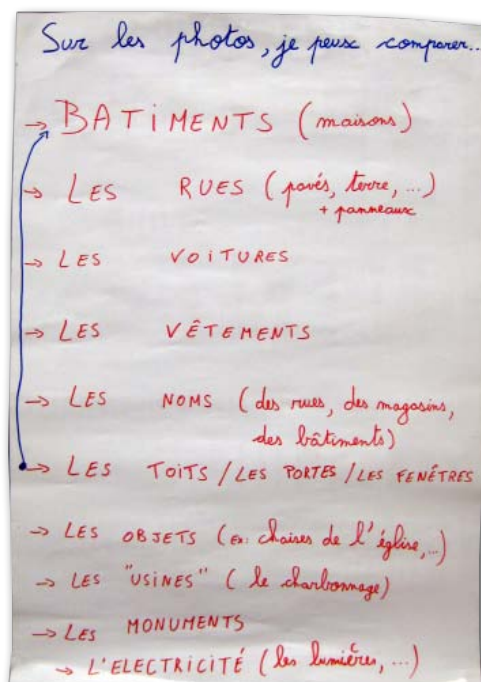 Sur les photos, je peux comparer...
→ BATIMENTS (maisons)
→ LES RUES (pavés, terre, ...)
+ panneaux
→ LES VOITURES
→ LES VÊTEMENTS
→ LES NOMS (des rues, des magasins,
des bâtiments)
→ LES TOITS / LES PORTES / LES FENÊTRES
→ LES OBJETS (ex: chaises de l'église,...)
→ LES "USINES" (le charbonnage)
→ LES MONUMENTS
→ L'ELECTRICITÉ (les lumières, ...)